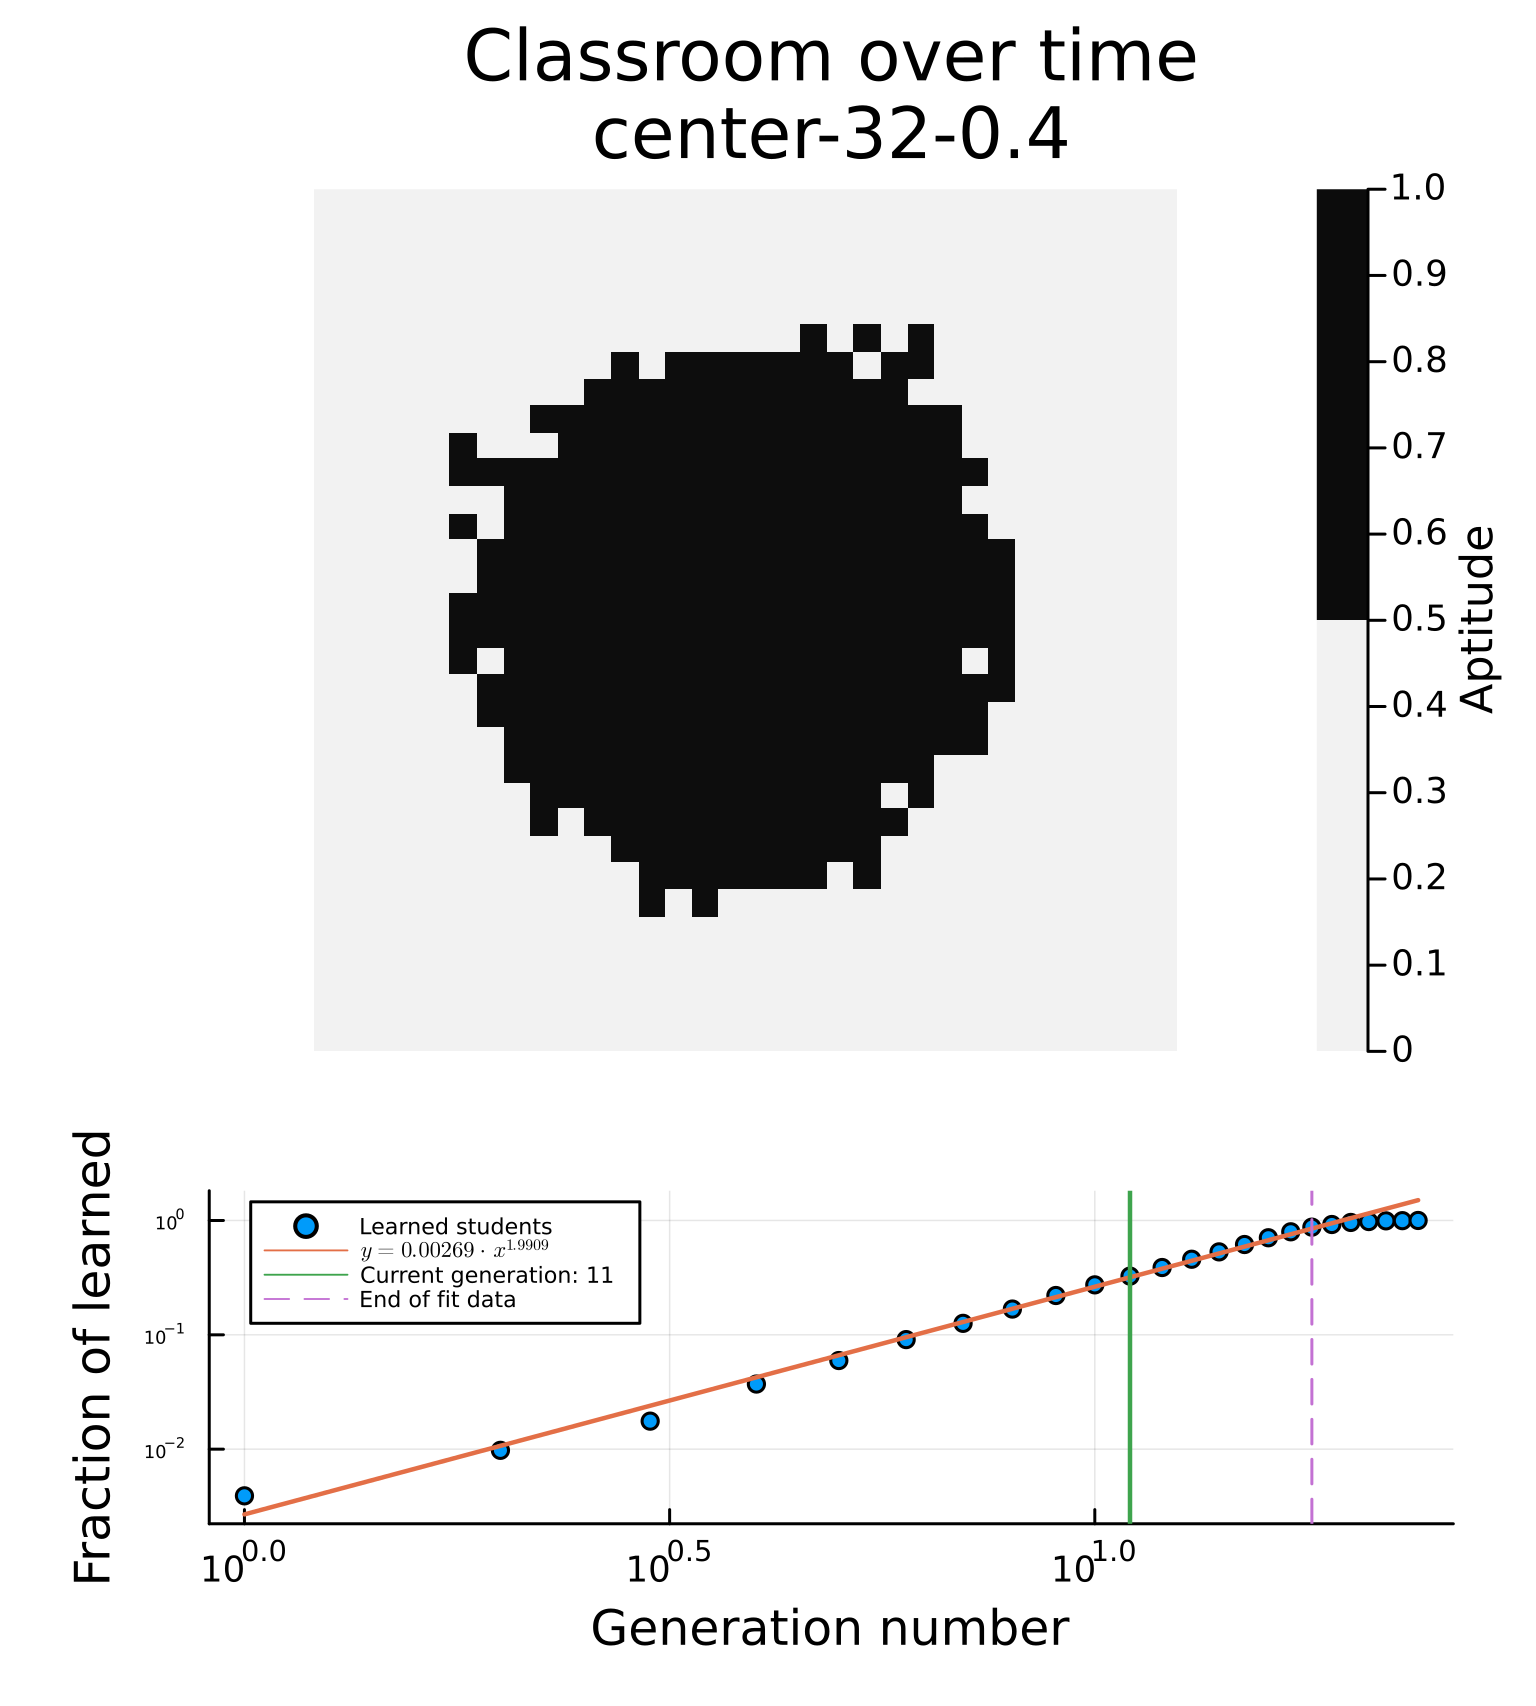 Classroom over time
center-32-0.4
1.0
0.9
0.8
0.7
0.6
0.5
0.4
0.3
0.2
0.1
0
Aptitude
Fraction of learned
10^0
10^−1
10^−2
Learned students
y = 0.00269 · x^1.9909
Current generation: 11
End of fit data
10^0.0
10^0.5
10^1.0
Generation number